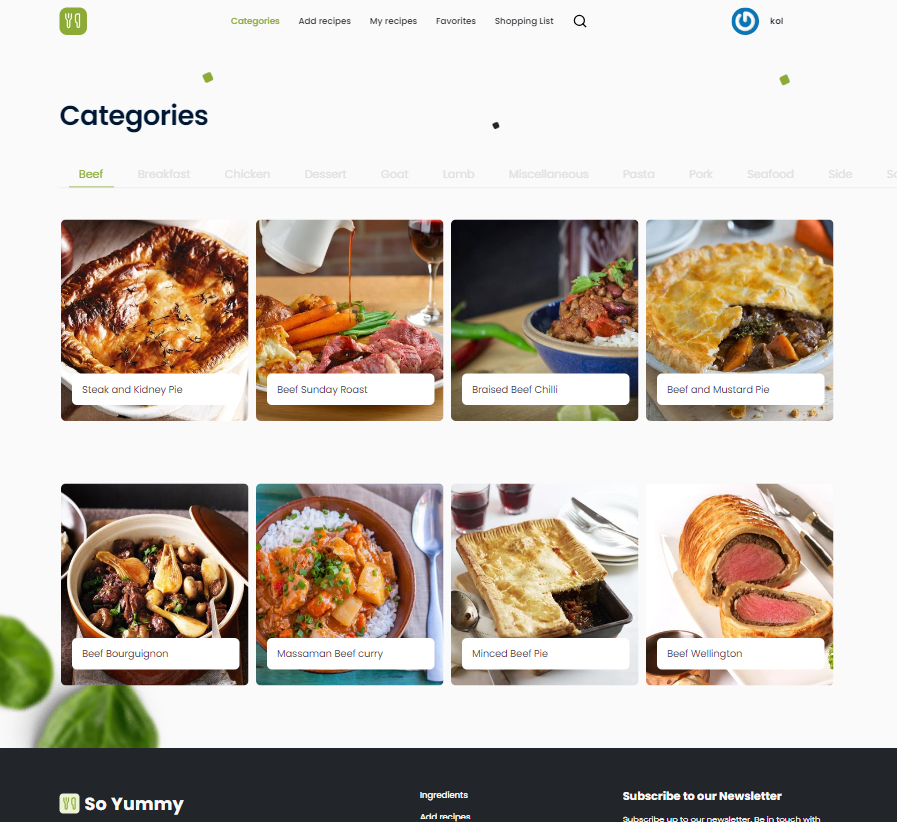 Categories Add recipes My recipes Favorites Shopping List kol
Categories
Beef Breakfast Chicken Dessert Goat Lamb Miscellaneous Pasta Pork Seafood Side
Steak and Kidney Pie Beef Sunday Roast Braised Beef Chilli Beef and Mustard Pie
Beef Bourguignon Massaman Beef curry Minced Beef Pie Beef Wellington
So Yummy Ingredients Subscribe to our Newsletter
Add recipes Subscribe up to our newsletter. Be in touch with